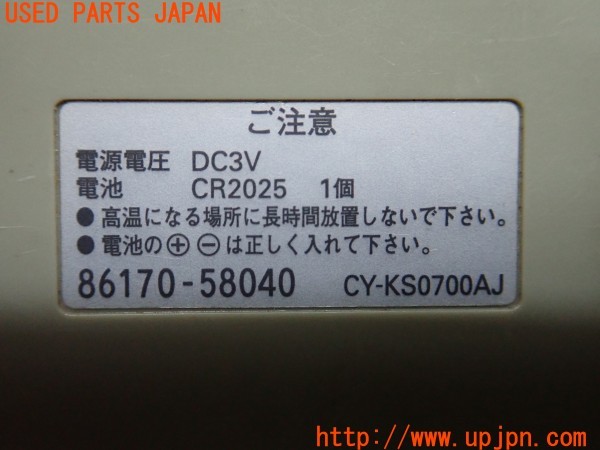 USED PARTS JAPAN
ご注意
電源電圧 DC3V
電池 CR2025 1個
●高温になる場所に長時間放置しないで下さい。
●電池の⊕⊖は正しく入れて下さい。
86170-58040 CY-KS0700AJ
http://www.upjpn.com/